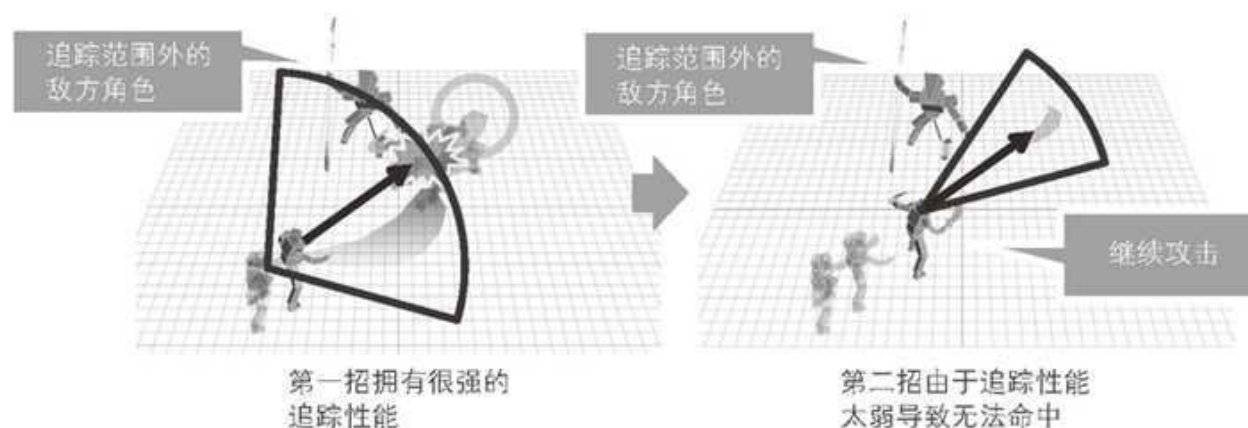 追踪范围外的
敌方角色
追踪范围外的
敌方角色
继续攻击
第一招拥有很强的
追踪性能
第二招由于追踪性能
太弱导致无法命中